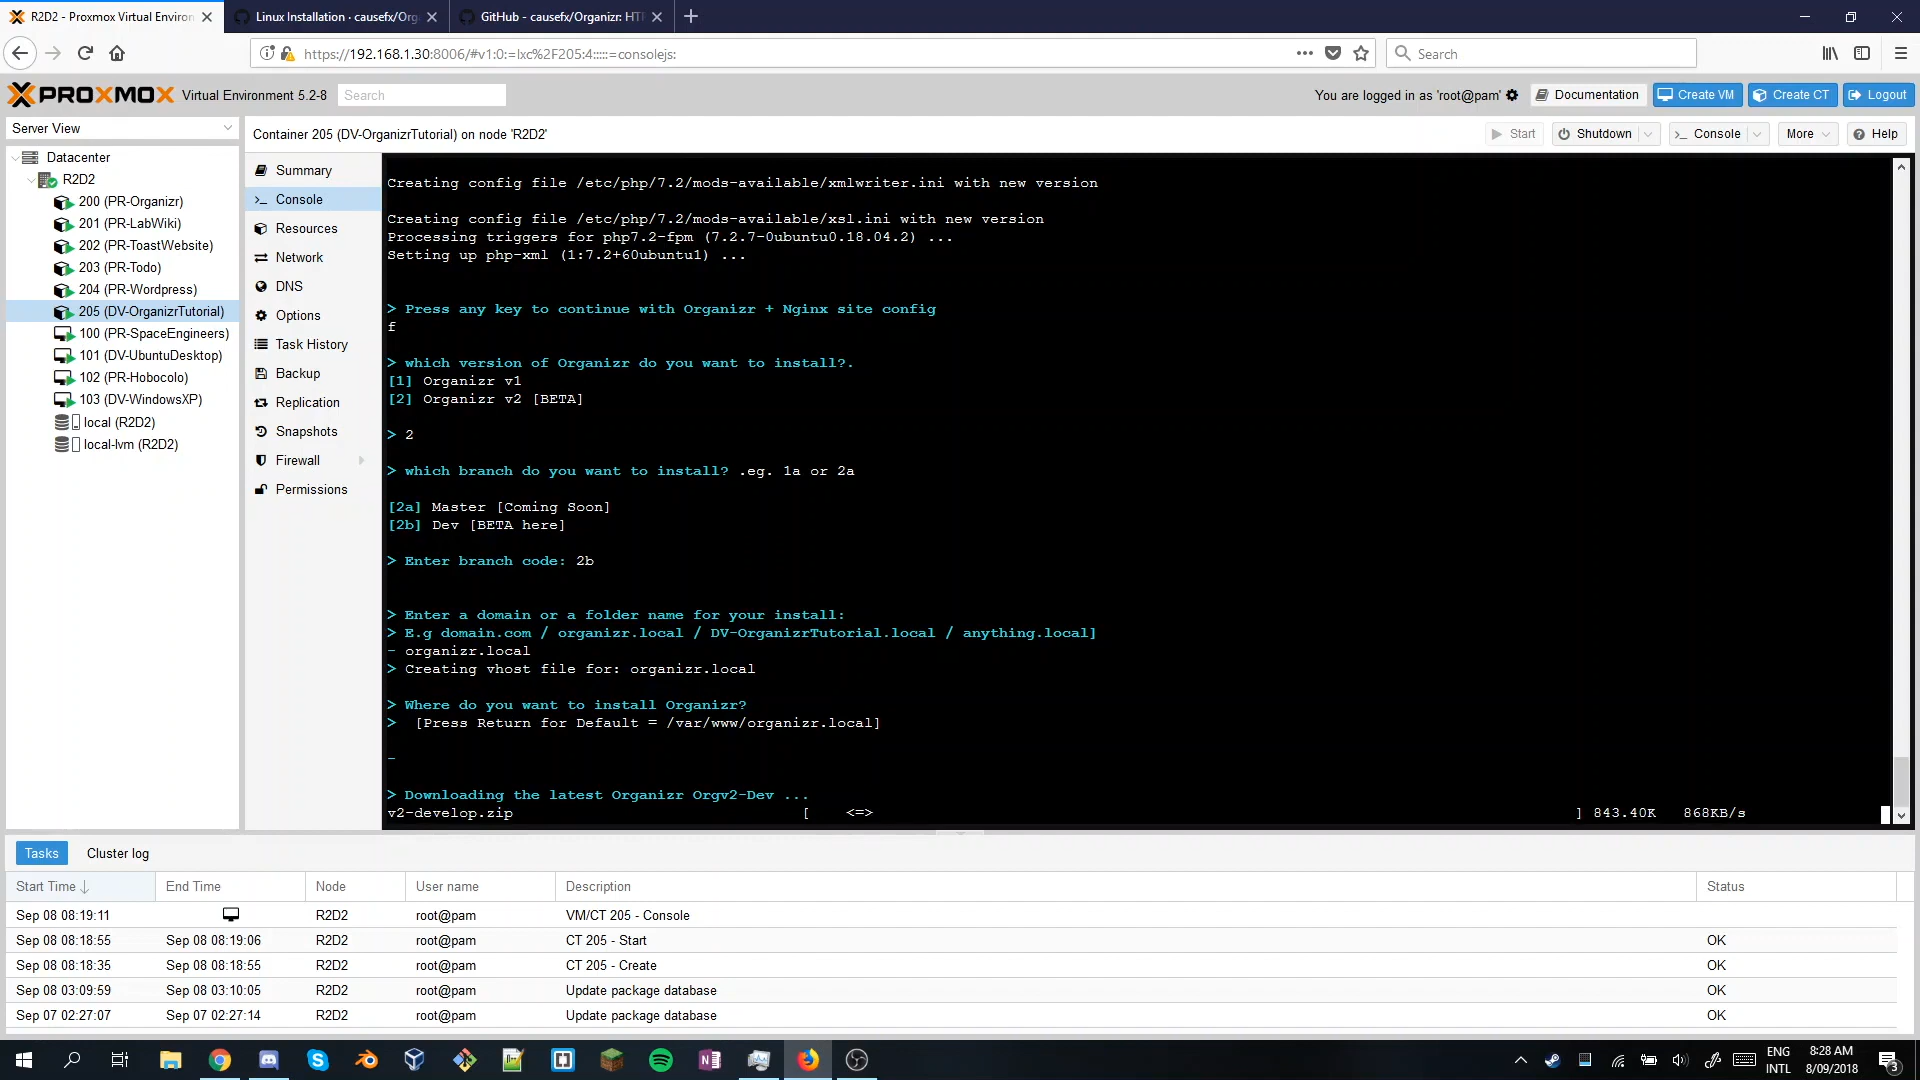 R2D2 - Proxmox Virtual Environ
Linux Installation · causefx/Org
GitHub - causefx/Organizr: HT
https://192.168.1.30:8006/#v1:0:=lxc%2F205:4:::::=consolejs:
Search
PROXMOX Virtual Environment 5.2-8
Search
You are logged in as 'root@pam'
Documentation
Create VM
Create CT
Logout
Server View
Container 205 (DV-OrganizrTutorial) on node 'R2D2'
Start
Shutdown
Console
More
Help
Datacenter
R2D2
200 (PR-Organizr)
201 (PR-LabWiki)
202 (PR-ToastWebsite)
203 (PR-Todo)
204 (PR-Wordpress)
205 (DV-OrganizrTutorial)
100 (PR-SpaceEngineers)
101 (DV-UbuntuDesktop)
102 (PR-Hobocolo)
103 (DV-WindowsXP)
local (R2D2)
local-lvm (R2D2)
Summary
Console
Resources
Network
DNS
Options
Task History
Backup
Replication
Snapshots
Firewall
Permissions
Creating config file /etc/php/7.2/mods-available/xmlwriter.ini with new version
Creating config file /etc/php/7.2/mods-available/xsl.ini with new version
Processing triggers for php7.2-fpm (7.2.7-0ubuntu0.18.04.2) ...
Setting up php-xml (1:7.2+60ubuntu1) ...
> Press any key to continue with Organizr + Nginx site config
f
> which version of Organizr do you want to install?.
[1] Organizr v1
[2] Organizr v2 [BETA]
> 2
> which branch do you want to install? .eg. 1a or 2a
[2a] Master [Coming Soon]
[2b] Dev [BETA here]
> Enter branch code: 2b
> Enter a domain or a folder name for your install:
> E.g domain.com / organizr.local / DV-OrganizrTutorial.local / anything.local]
- organizr.local
> Creating vhost file for: organizr.local
> Where do you want to install Organizr?
>  [Press Return for Default = /var/www/organizr.local]
-
> Downloading the latest Organizr Orgv2-Dev ...
v2-develop.zip [ <=> ] 843.40K 868KB/s
Tasks
Cluster log
Start Time End Time Node User name Description Status
Sep 08 08:19:11 R2D2 root@pam VM/CT 205 - Console
Sep 08 08:18:55 Sep 08 08:19:06 R2D2 root@pam CT 205 - Start OK
Sep 08 08:18:35 Sep 08 08:18:55 R2D2 root@pam CT 205 - Create OK
Sep 08 03:09:59 Sep 08 03:10:05 R2D2 root@pam Update package database OK
Sep 07 02:27:07 Sep 07 02:27:14 R2D2 root@pam Update package database OK
ENG
INTL
8:28 AM
8/09/2018
3